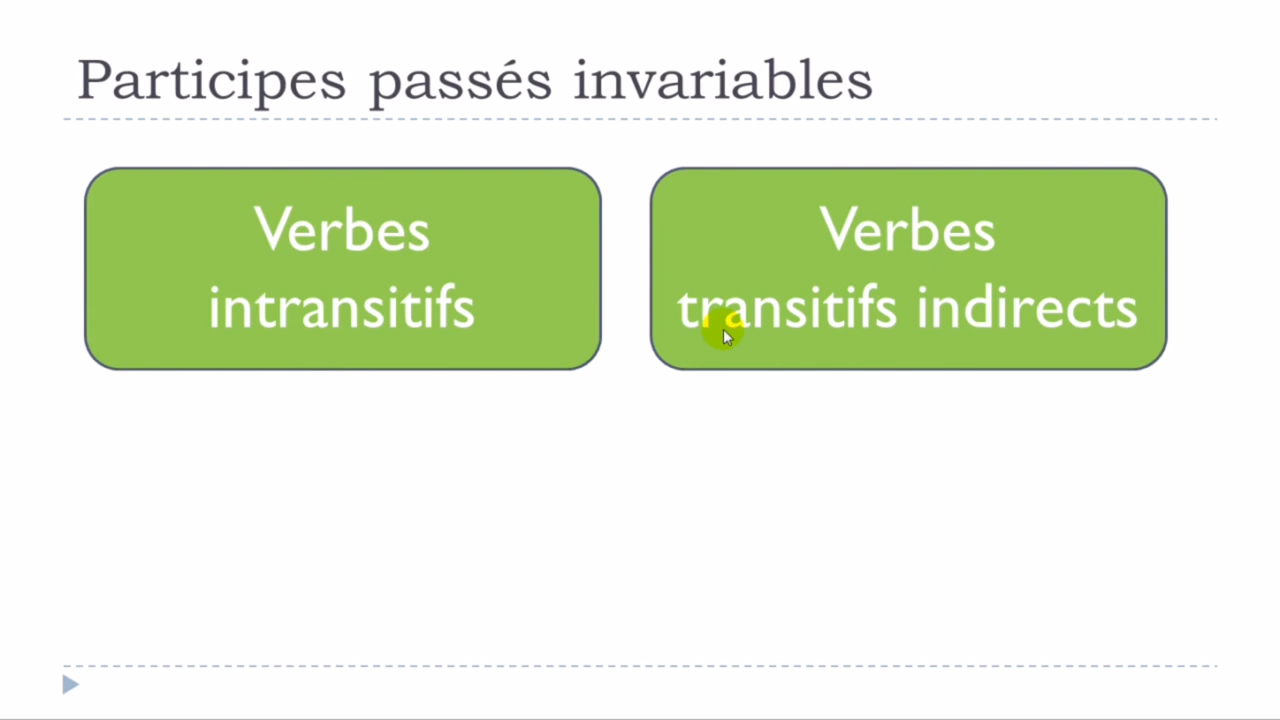 Participes passés invariables
Verbes
intransitifs
Verbes
transitifs indirects